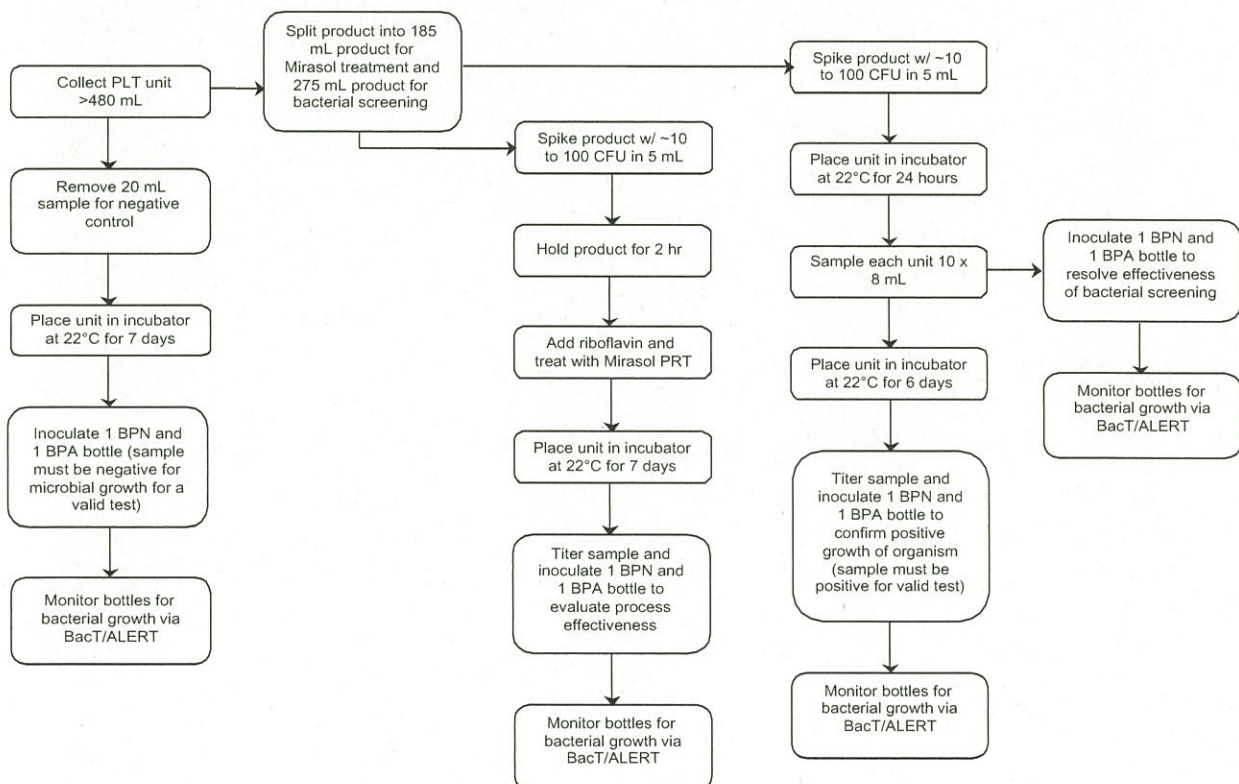 Collect PLT unit
>480 mL
Remove 20 mL
sample for negative
control
Place unit in incubator
at 22°C for 7 days
Inoculate 1 BPN and
1 BPA bottle (sample
must be negative for
microbial growth for a
valid test)
Monitor bottles for
bacterial growth via
BacT/ALERT
Split product into 185
mL product for
Mirasol treatment and
275 mL product for
bacterial screening
Spike product w/ ~10
to 100 CFU in 5 mL
Hold product for 2 hr
Add riboflavin and
treat with Mirasol PRT
Place unit in incubator
at 22°C for 7 days
Titer sample and
inoculate 1 BPN and
1 BPA bottle to
evaluate process
effectiveness
Monitor bottles for
bacterial growth via
BacT/ALERT
Spike product w/ ~10
to 100 CFU in 5 mL
Place unit in incubator
at 22°C for 24 hours
Sample each unit 10 x
8 mL
Place unit in incubator
at 22°C for 6 days
Titer sample and
inoculate 1 BPN and
1 BPA bottle to
confirm positive
growth of organism
(sample must be
positive for valid test)
Monitor bottles for
bacterial growth via
BacT/ALERT
Inoculate 1 BPN and
1 BPA bottle to
resolve effectiveness
of bacterial screening
Monitor bottles for
bacterial growth via
BacT/ALERT